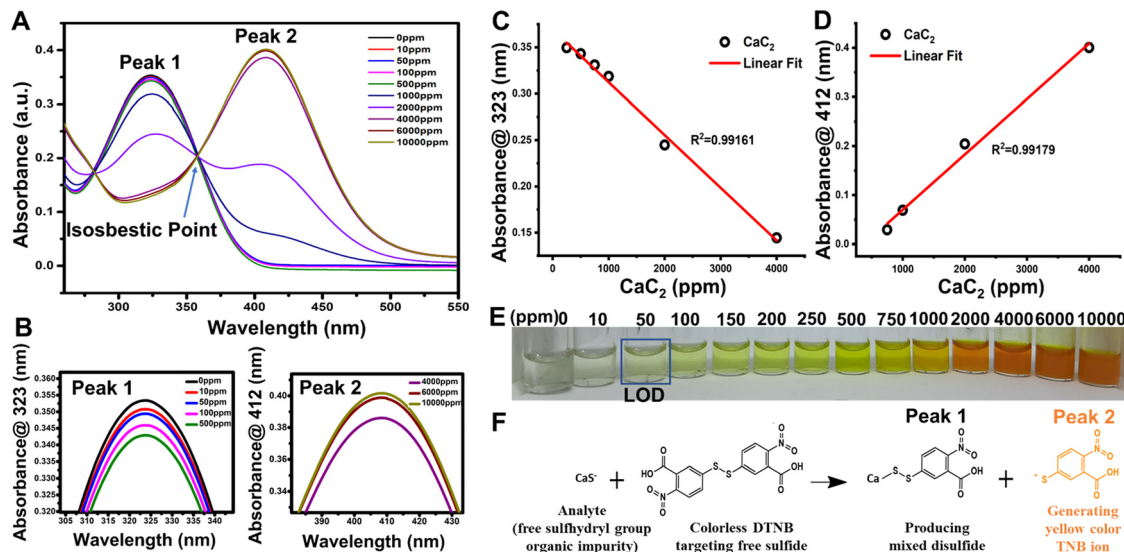 A
Absorbance (a.u.)
0.4
0.3
0.2
0.1
0.0
Peak 1
Peak 2
0ppm
10ppm
50ppm
100ppm
500ppm
1000ppm
2000ppm
4000ppm
6000ppm
10000ppm
Isosbestic Point
300 350 400 450 500 550
Wavelength (nm)
B
Absorbance@ 323 (nm)
0.360
0.355
0.350
0.345
0.340
0.335
0.330
0.325
0.320
Peak 1
0ppm
10ppm
50ppm
100ppm
500ppm
305 310 315 320 325 330 335 340
Wavelength (nm)
Absorbance@ 412 (nm)
0.40
0.38
0.36
0.34
Peak 2
4000ppm
6000ppm
10000ppm
390 400 410 420 430
Wavelength (nm)
C
Absorbance@ 323 (nm)
0.35
0.30
0.25
0.20
0.15
0.10
CaC2
Linear Fit
R2=0.99161
0 1000 2000 3000 4000
CaC2 (ppm)
D
Absorbance@ 412 (nm)
0.4
0.3
0.2
0.1
0.0
CaC2
Linear Fit
R2=0.99179
1000 2000 3000 4000
CaC2 (ppm)
E
(ppm)0 10 50 100 150 200 250 500 750 1000 2000 4000 6000 10000
LOD
F
CaS-
+
HO
O
NO2
S
S
NO2
O
OH
Peak 1
Ca
S
S
NO2
OH
O
+
Peak 2
-S
NO2
OH
O
Analyte
(free sulfhydryl group
organic impurity)
Colorless DTNB
targeting free sulfide
Producing
mixed disulfide
Generating
yellow color
TNB ion